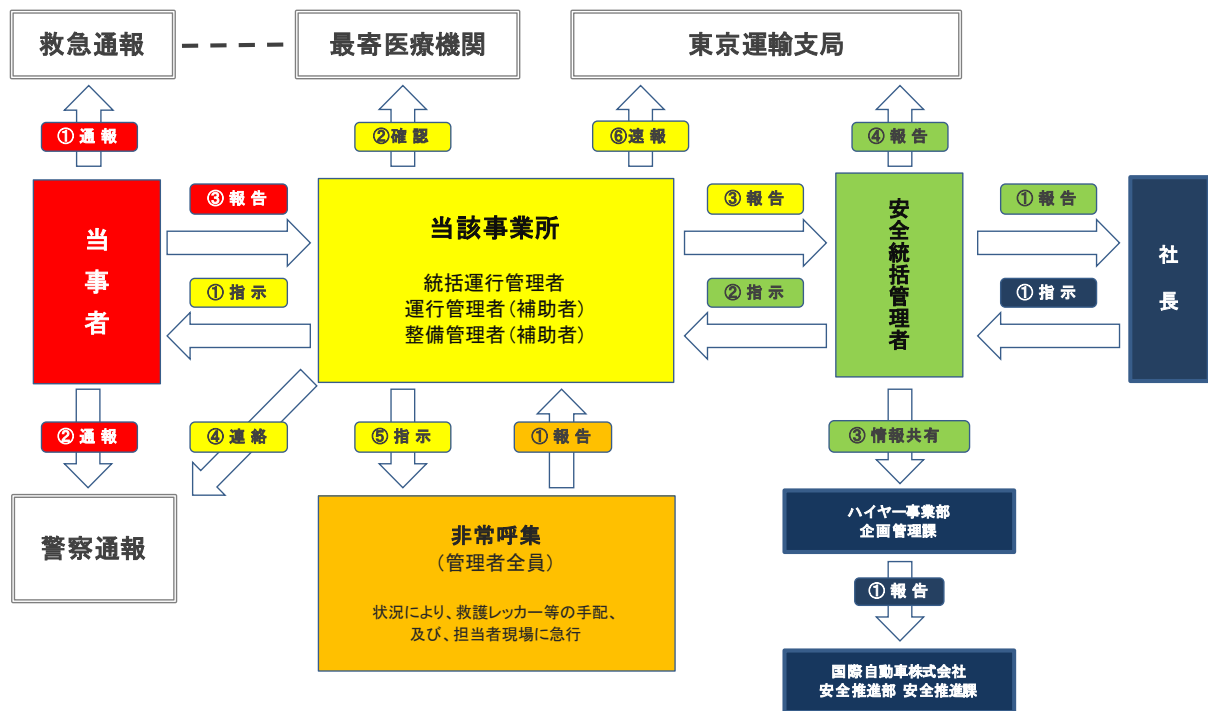 救急通報
最寄医療機関
東京運輸支局
①通報
②確認
⑥速報
④報告
当事者
③報告
①指示
当該事業所
統括運行管理者
運行管理者(補助者)
整備管理者(補助者)
③報告
②指示
安全統括管理者
①報告
①指示
社長
②通報
④連絡
⑤指示
①報告
③情報共有
警察通報
非常呼集
(管理者全員)
状況により、救護レッカー等の手配、
及び、担当者現場に急行
ハイヤー事業部
企画管理課
①報告
国際自動車株式会社
安全推進部 安全推進課